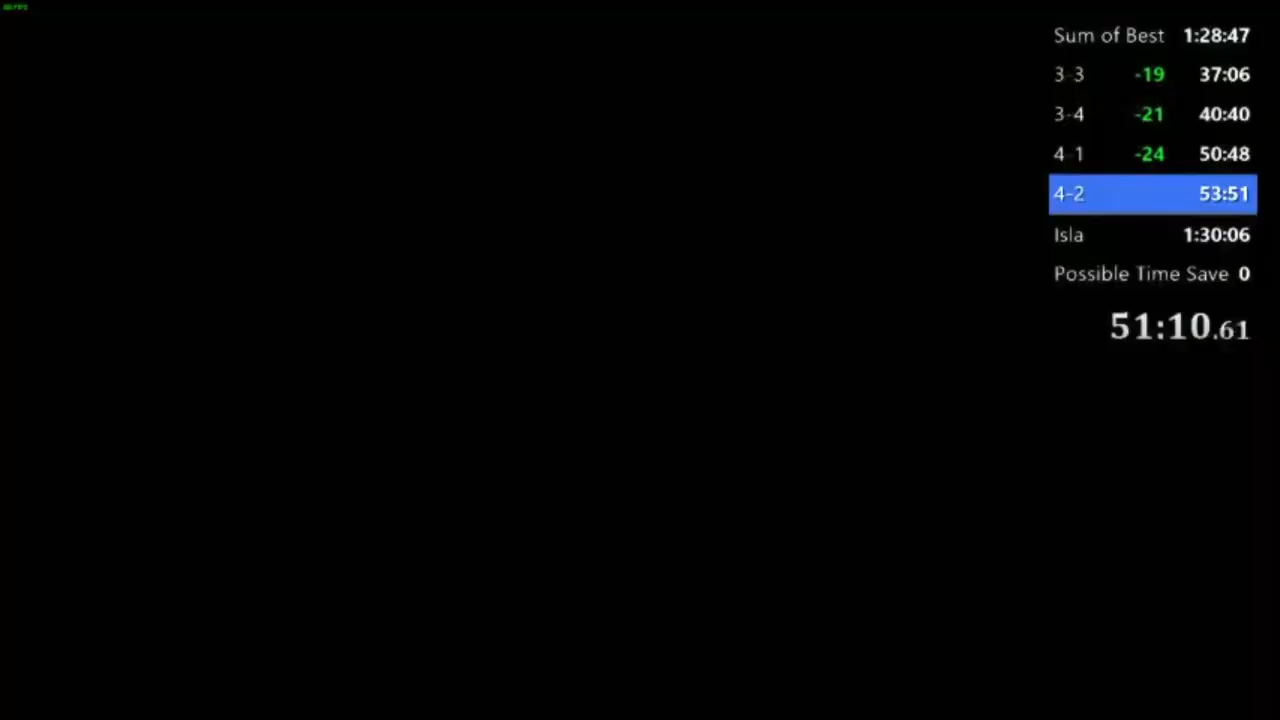 Sum of Best 1:28:47
3-3 -19 37:06
3-4 -21 40:40
4-1 -24 50:48
4-2 53:51
Isla 1:30:06
Possible Time Save 0
51:10.61